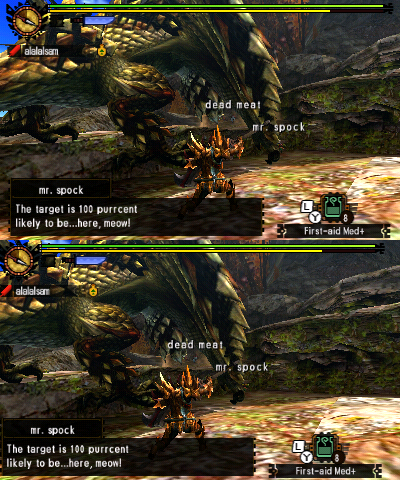 alalalsam
dead meat
mr. spock
mr. spock
The target is 100 purrcent
likely to be...here, meow!
L
Y
8
First-aid Med+
alalalsam
dead meat
mr. spock
mr. spock
The target is 100 purrcent
likely to be...here, meow!
L
Y
8
First-aid Med+